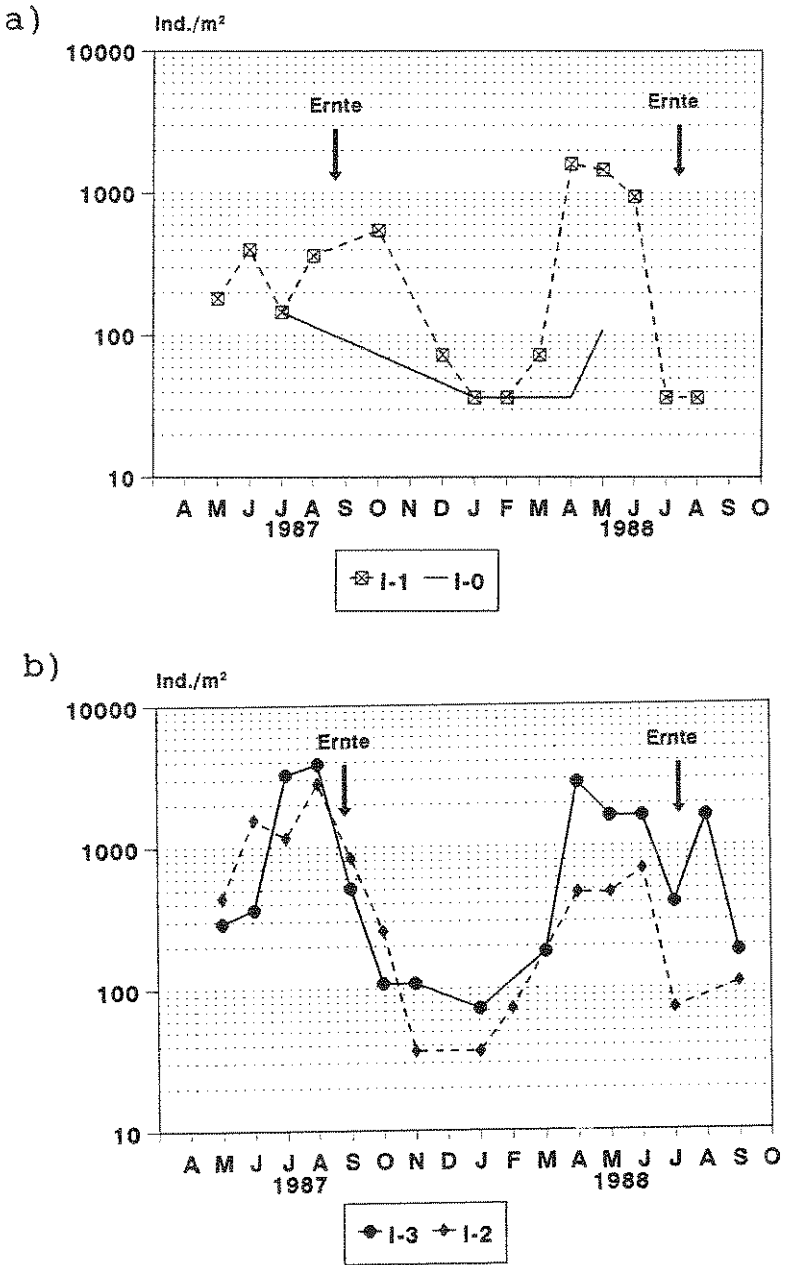 a)
Ind./m²
10000
Ernte Ernte
1000
100
10
A M J J A S O N D J F M A M J J A S O
1987 1988
I-1 I-0
b)
Ind./m²
10000
Ernte Ernte
1000
100
10
A M J J A S O N D J F M A M J J A S O
1987 1988
I-3 I-2